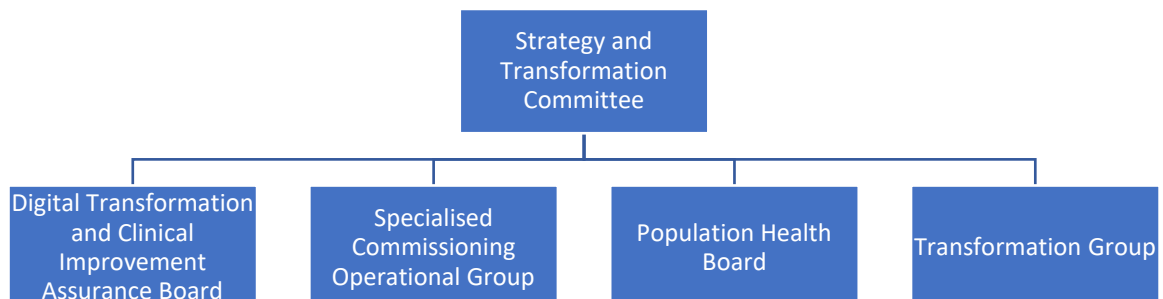 Strategy and
Transformation
Committee
Digital Transformation
and Clinical
Improvement
Assurance Board
Specialised
Commissioning
Operational Group
Population Health
Board
Transformation Group